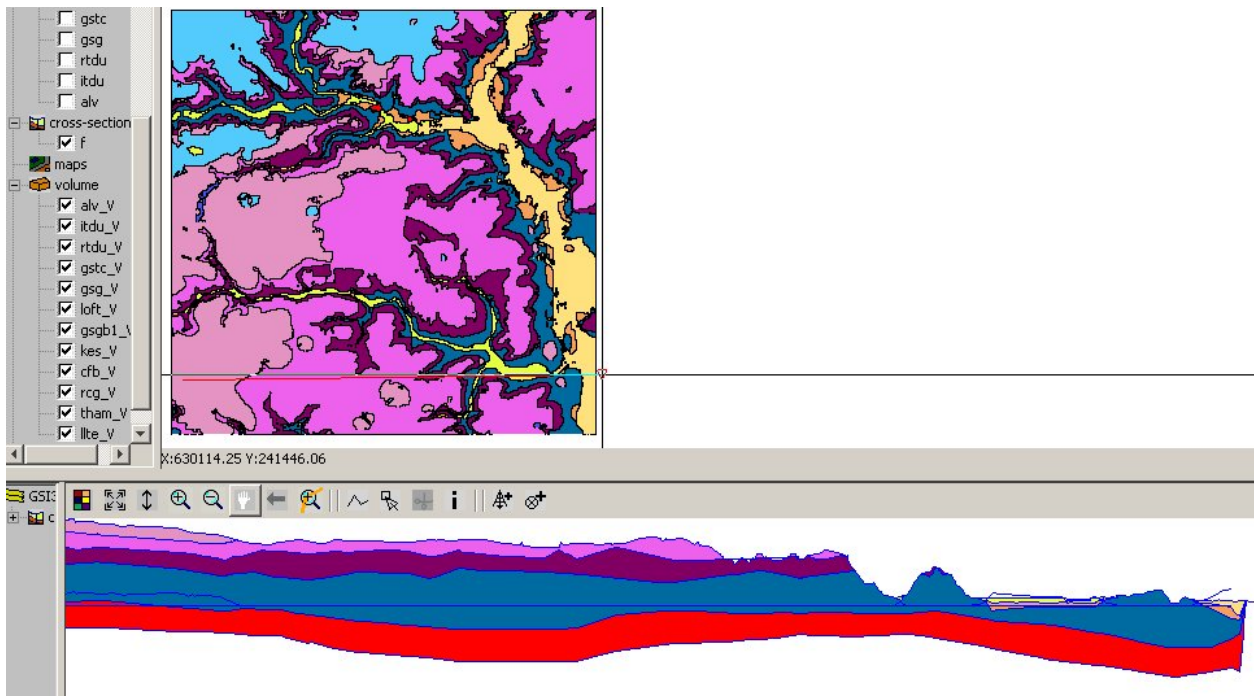 gstc
gsg
rtdu
itdu
alv
cross-section
f
maps
volume
alv_V
itdu_V
rtdu_V
gstc_V
gsg_V
loft_V
gsgb1_V
kes_V
cfb_V
rcg_V
tham_V
llte_V
X:630114.25 Y:241446.06
GSI3
c